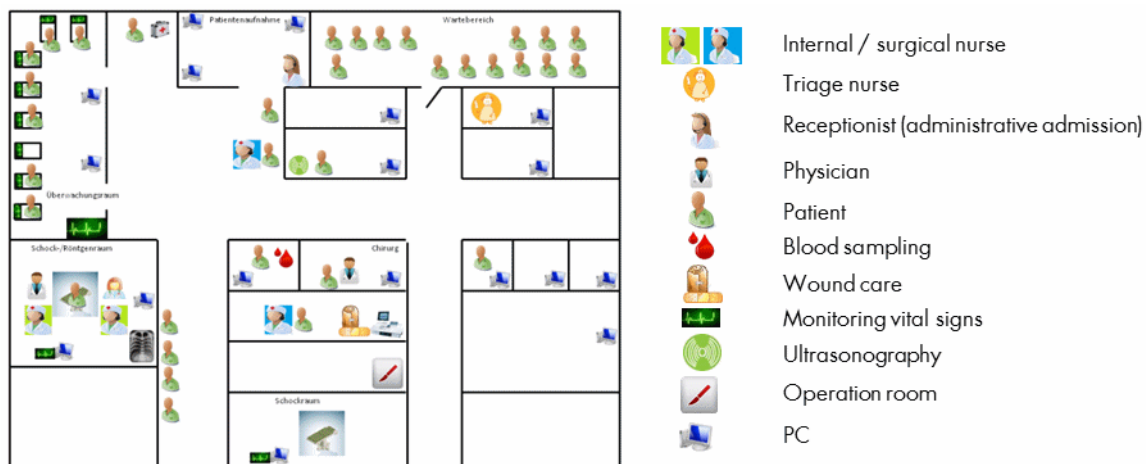 Patientenaufnahme
Wartebereich
Überwachungsraum
Schock-/Röntgenraum
Chirurg
Schockraum
Internal / surgical nurse
Triage nurse
Receptionist (administrative admission)
Physician
Patient
Blood sampling
Wound care
Monitoring vital signs
Ultrasonography
Operation room
PC